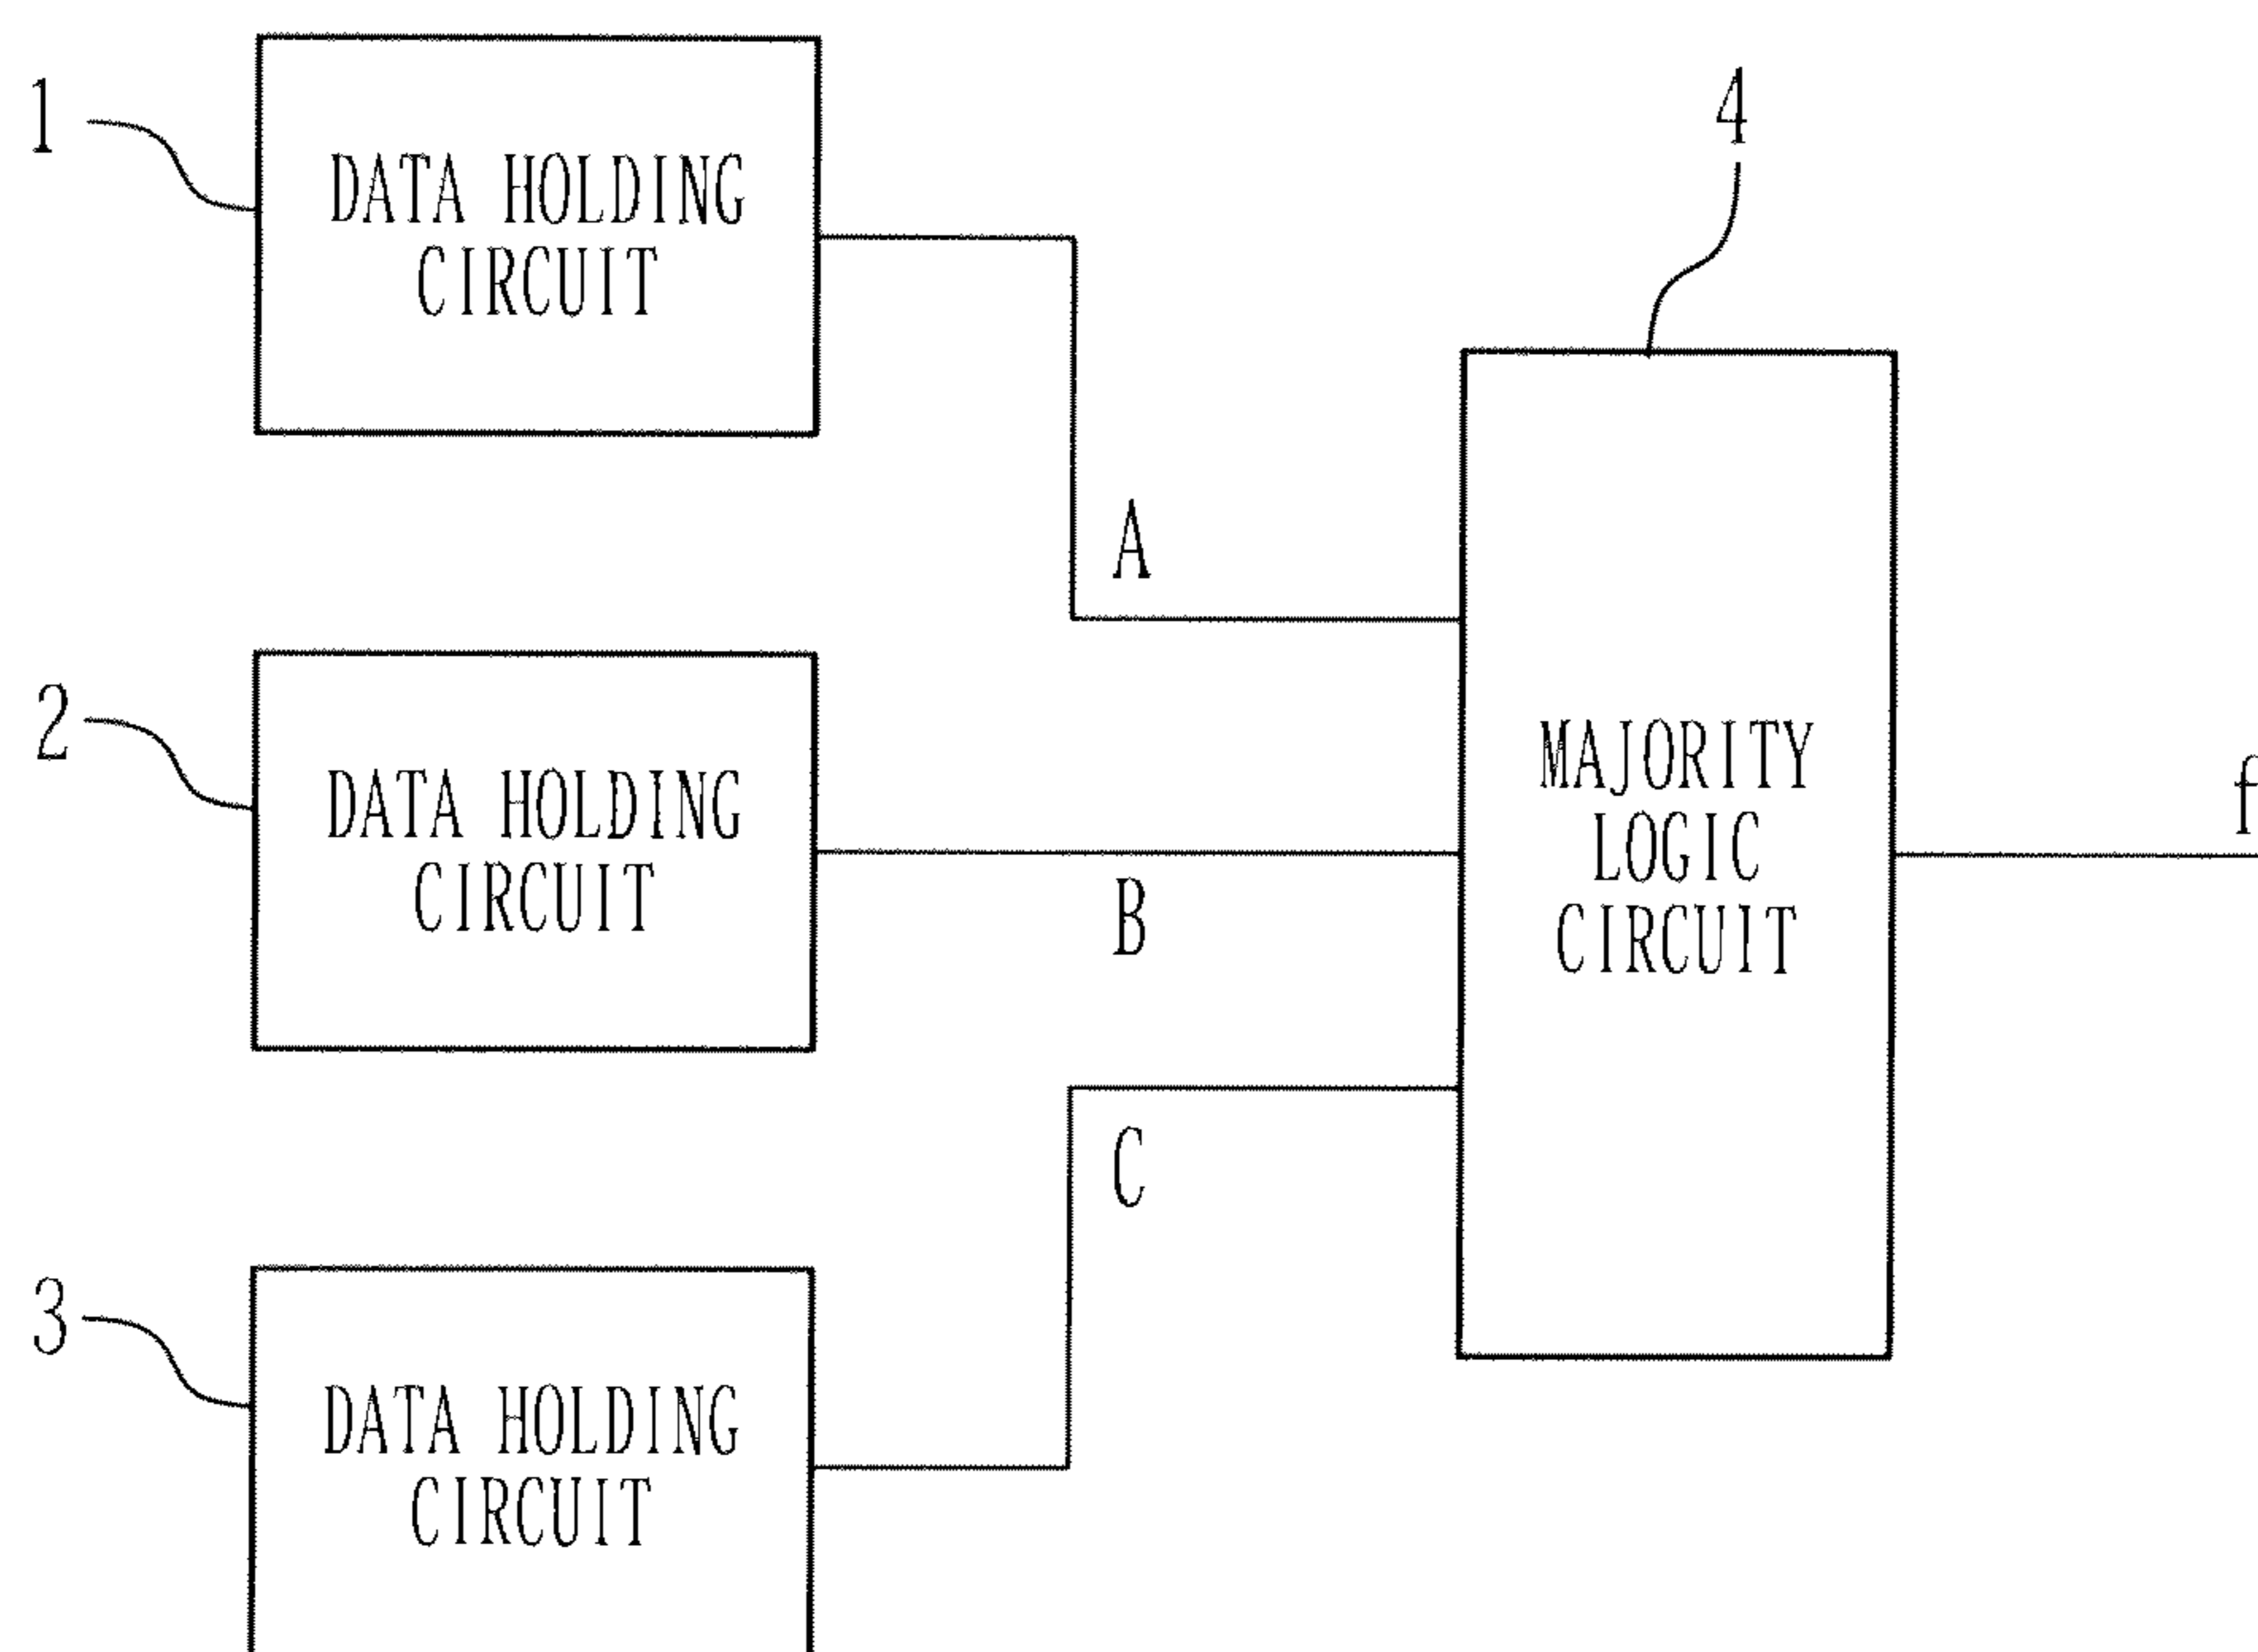 1
DATA HOLDING
CIRCUIT
4
A
2
DATA HOLDING
CIRCUIT
B
MAJORITY
LOGIC
CIRCUIT
f
C
3
DATA HOLDING
CIRCUIT